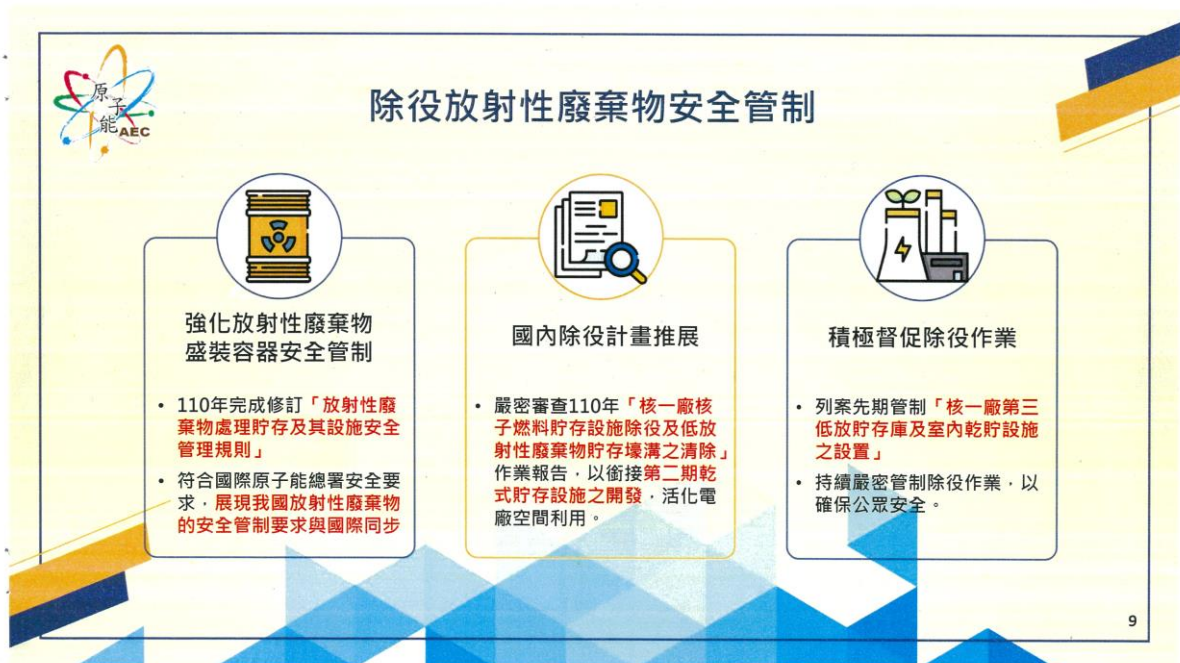 原子能AEC
除役放射性廢棄物安全管制
強化放射性廢棄物
盛裝容器安全管制
• 110年完成修訂「放射性廢
棄物處理貯存及其設施安全
管理規則」
• 符合國際原子能總署安全要
求，展現我國放射性廢棄物
的安全管制要求與國際同步
國內除役計畫推展
• 嚴密審查110年「核一廠核
子燃料貯存設施除役及低放
射性廢棄物貯存壕溝之清除」
作業報告，以銜接第二期乾
式貯存設施之開發，活化電
廠空間利用。
積極督促除役作業
• 列案先期管制「核一廠第三
低放貯存庫及室內乾貯設施
之設置」
• 持續嚴密管制除役作業，以
確保公眾安全。
9